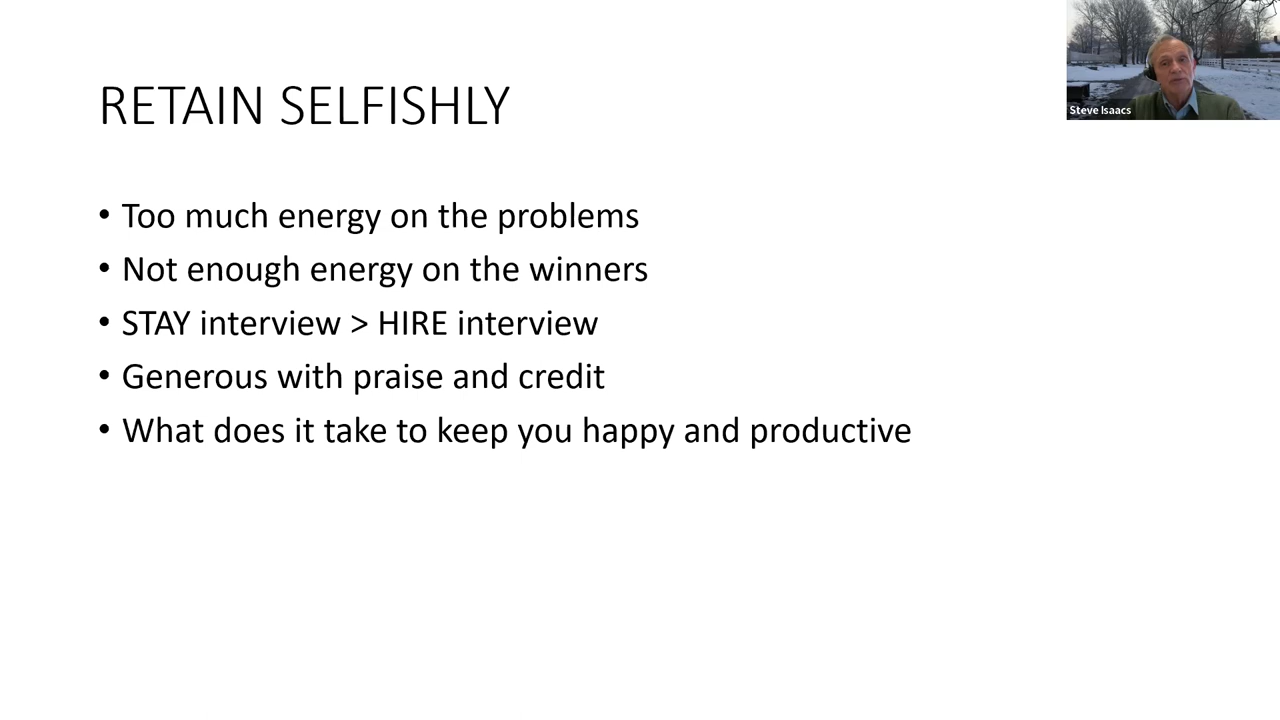 RETAIN SELFISHLY
Steve Isaacs
• Too much energy on the problems
• Not enough energy on the winners
• STAY interview > HIRE interview
• Generous with praise and credit
• What does it take to keep you happy and productive